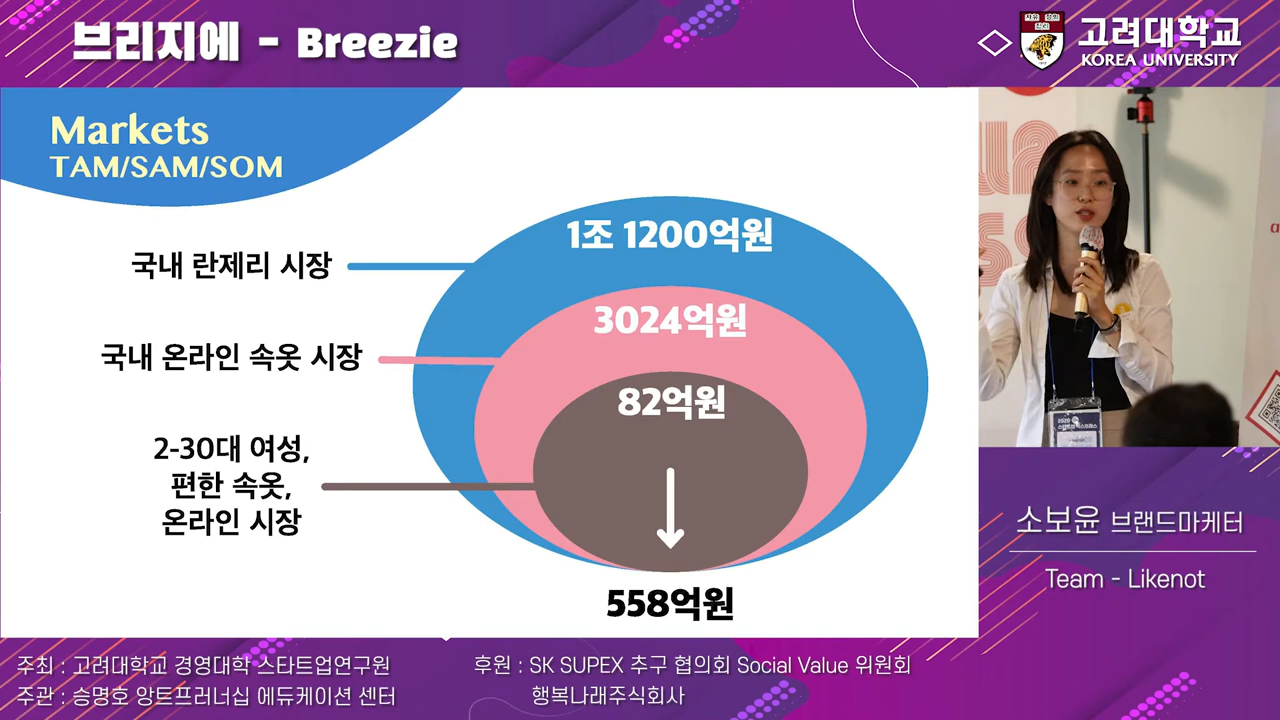 브리지에 - Breezie
고려대학교
KOREA UNIVERSITY
Markets
TAM/SAM/SOM
국내 란제리 시장
1조 1200억원
국내 온라인 속옷 시장
3024억원
2-30대 여성,
편한 속옷,
온라인 시장
82억원
558억원
2020
소보윤 브랜드마케터
Team - Likenot
주최 : 고려대학교 경영대학 스타트업연구원
주관 : 승명호 앙트프러너십 에듀케이션 센터
후원 : SK SUPEX 추구 협의회 Social Value 위원회
행복나래주식회사